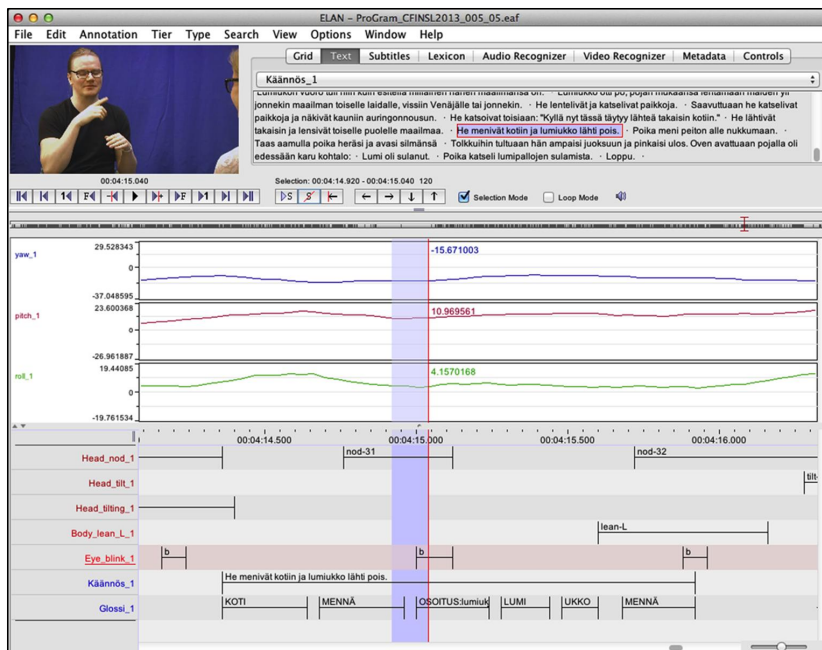 ELAN - ProGram_CFINSL2013_005_05.eaf
File Edit Annotation Tier Type Search View Options Window Help
Grid Text Subtitles Lexicon Audio Recognizer Video Recognizer Metadata Controls
Käännös_1
jonnekin maailman toiselle laidalle, vissiin Venäjälle tai jonnekin. · He lentelivät ja katselivat paikkoja. · Saavuttuaan he katselivat
paikkoja ja näkivät kauniin auringonnousun. · He katsoivat toisiaan: "Kyllä nyt tässä täytyy lähteä takaisin kotiin." · He lähtivät
takaisin ja lensivät toiselle puolelle maailmaa. · He menivät kotiin ja lumiukko lähti pois. · Poika meni peiton alle nukkumaan. ·
Taas aamulla poika heräsi ja avasi silmänsä · Tolkkuihin tultuaan hän ampaisi juoksuun ja pinkaisi ulos. Oven avattuaan pojalla oli
edessään karu kohtalo: · Lumi oli sulanut. · Poika katseli lumipallojen sulamista. · Loppu. ·
00:04:15.040
Selection: 00:04:14.920 - 00:04:15.040 120
Selection Mode Loop Mode
yaw_1
29.528343
0
-37.048595
-15.671003
pitch_1
23.600368
0
-26.961887
10.969561
roll_1
19.44085
0
-19.761534
4.1570168
00:04:14.500 00:04:15.000 00:04:15.500 00:04:16.000
Head_nod_1 nod-31 nod-32
Head_tilt_1 tilt-
Head_tilting_1
Body_lean_L_1 lean-L
Eye_blink_1 b b b
Käännös_1 He menivät kotiin ja lumiukko lähti pois.
Glossi_1 KOTI MENNÄ OSOITUS:lumiuk LUMI UKKO MENNÄ